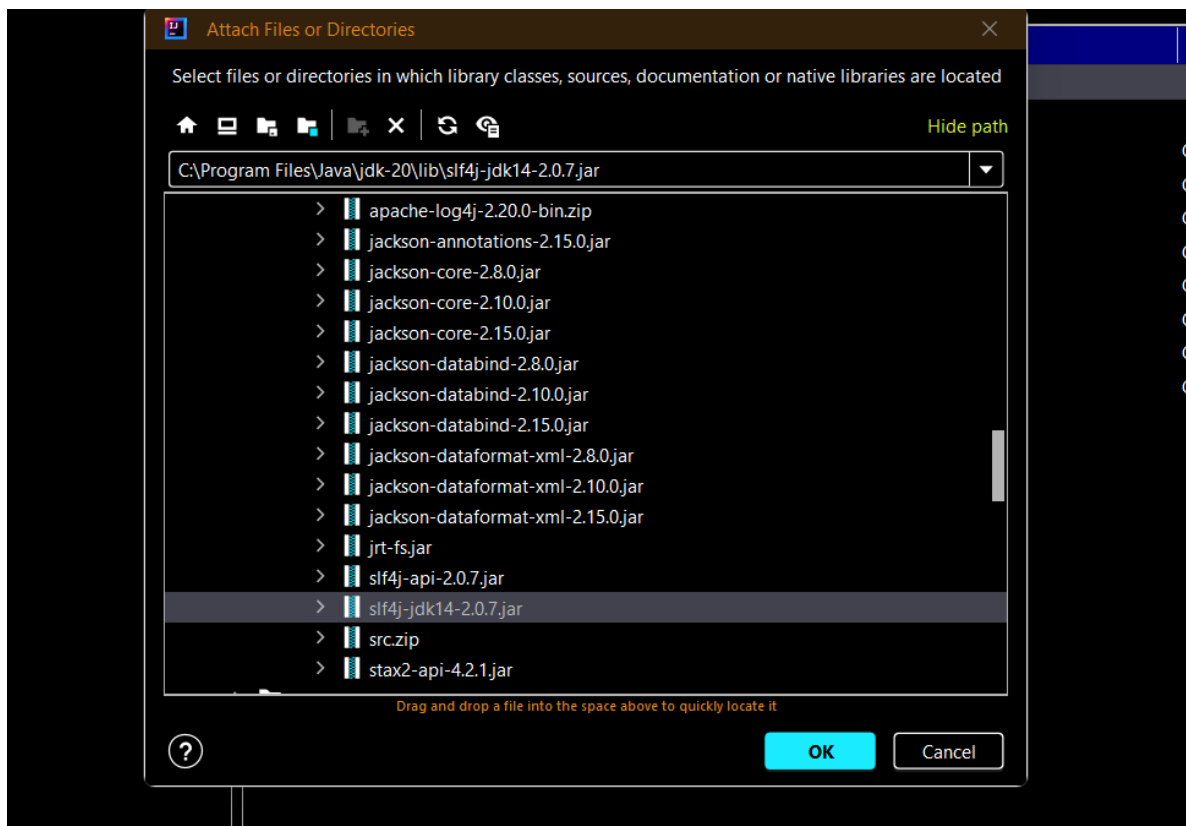 Attach Files or Directories
Select files or directories in which library classes, sources, documentation or native libraries are located
Hide path
C:\Program Files\Java\jdk-20\lib\slf4j-jdk14-2.0.7.jar
apache-log4j-2.20.0-bin.zip
jackson-annotations-2.15.0.jar
jackson-core-2.8.0.jar
jackson-core-2.10.0.jar
jackson-core-2.15.0.jar
jackson-databind-2.8.0.jar
jackson-databind-2.10.0.jar
jackson-databind-2.15.0.jar
jackson-dataformat-xml-2.8.0.jar
jackson-dataformat-xml-2.10.0.jar
jackson-dataformat-xml-2.15.0.jar
jrt-fs.jar
slf4j-api-2.0.7.jar
slf4j-jdk14-2.0.7.jar
src.zip
stax2-api-4.2.1.jar
Drag and drop a file into the space above to quickly locate it
? OK Cancel